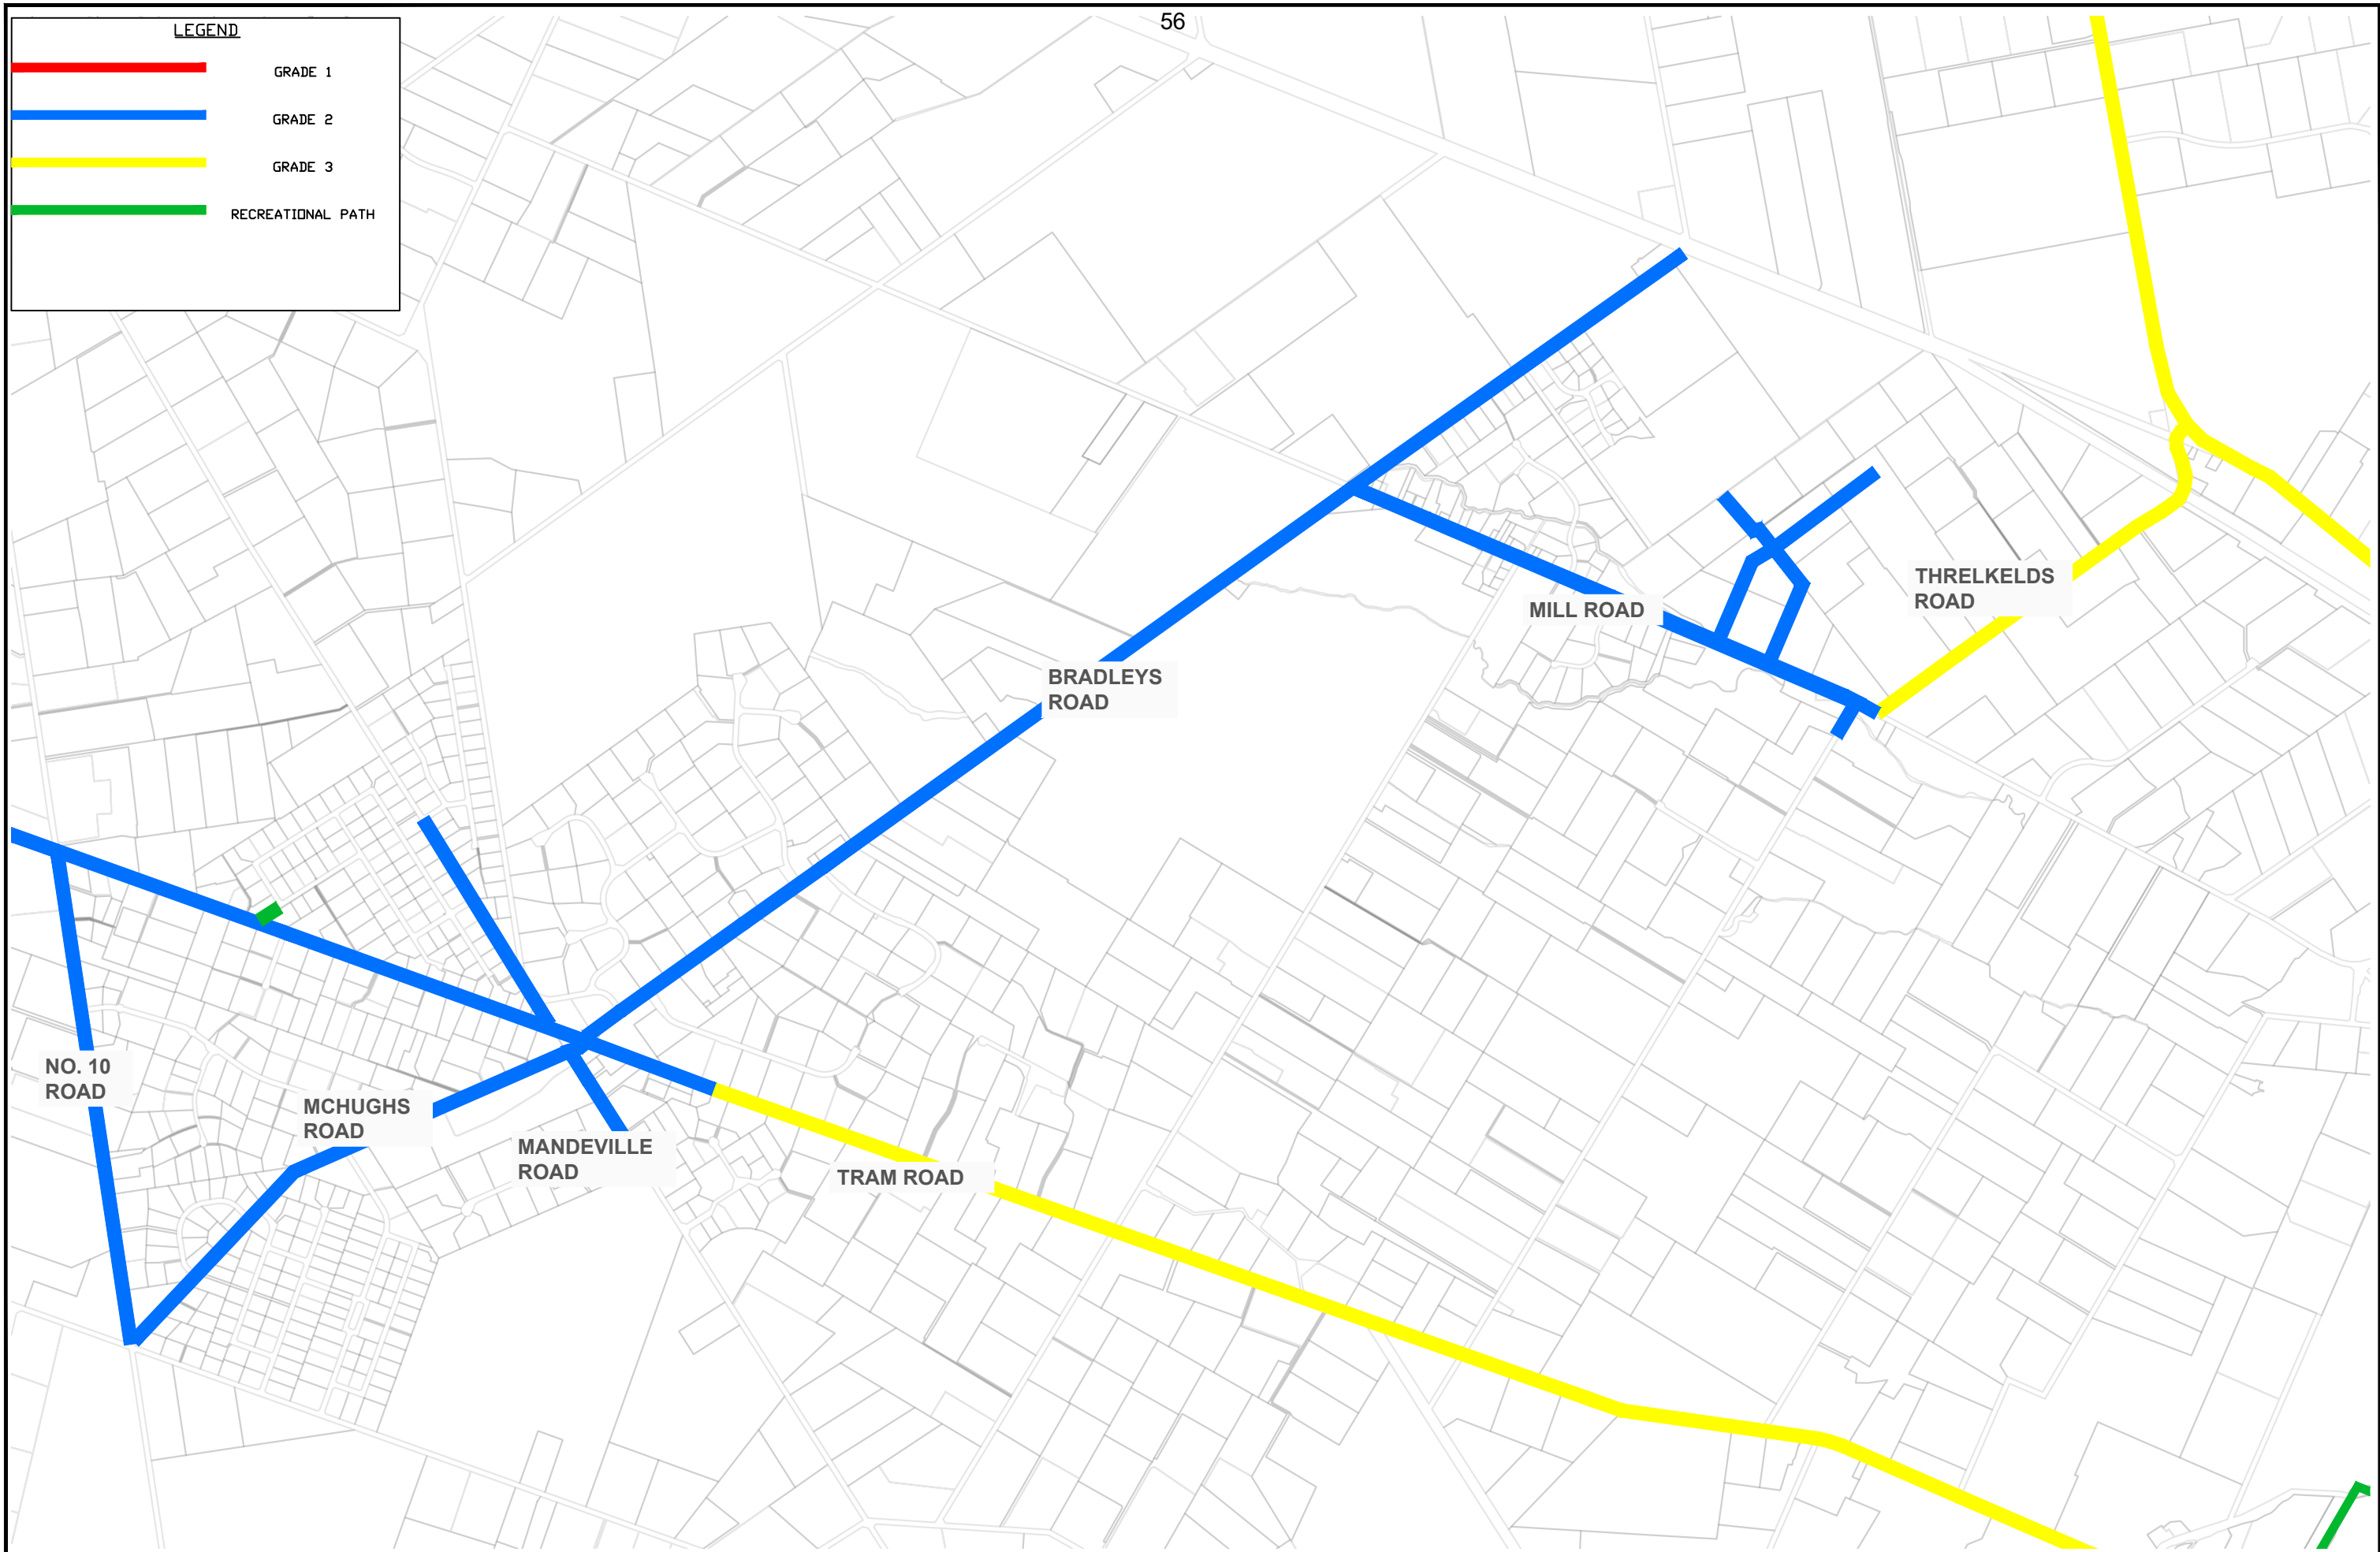 56
LEGEND
GRADE 1
GRADE 2
GRADE 3
RECREATIONAL PATH
THRELKELDS
ROAD
MILL ROAD
BRADLEYS
ROAD
NO. 10
ROAD
MCHUGHS
ROAD
MANDEVILLE
ROAD
TRAM ROAD